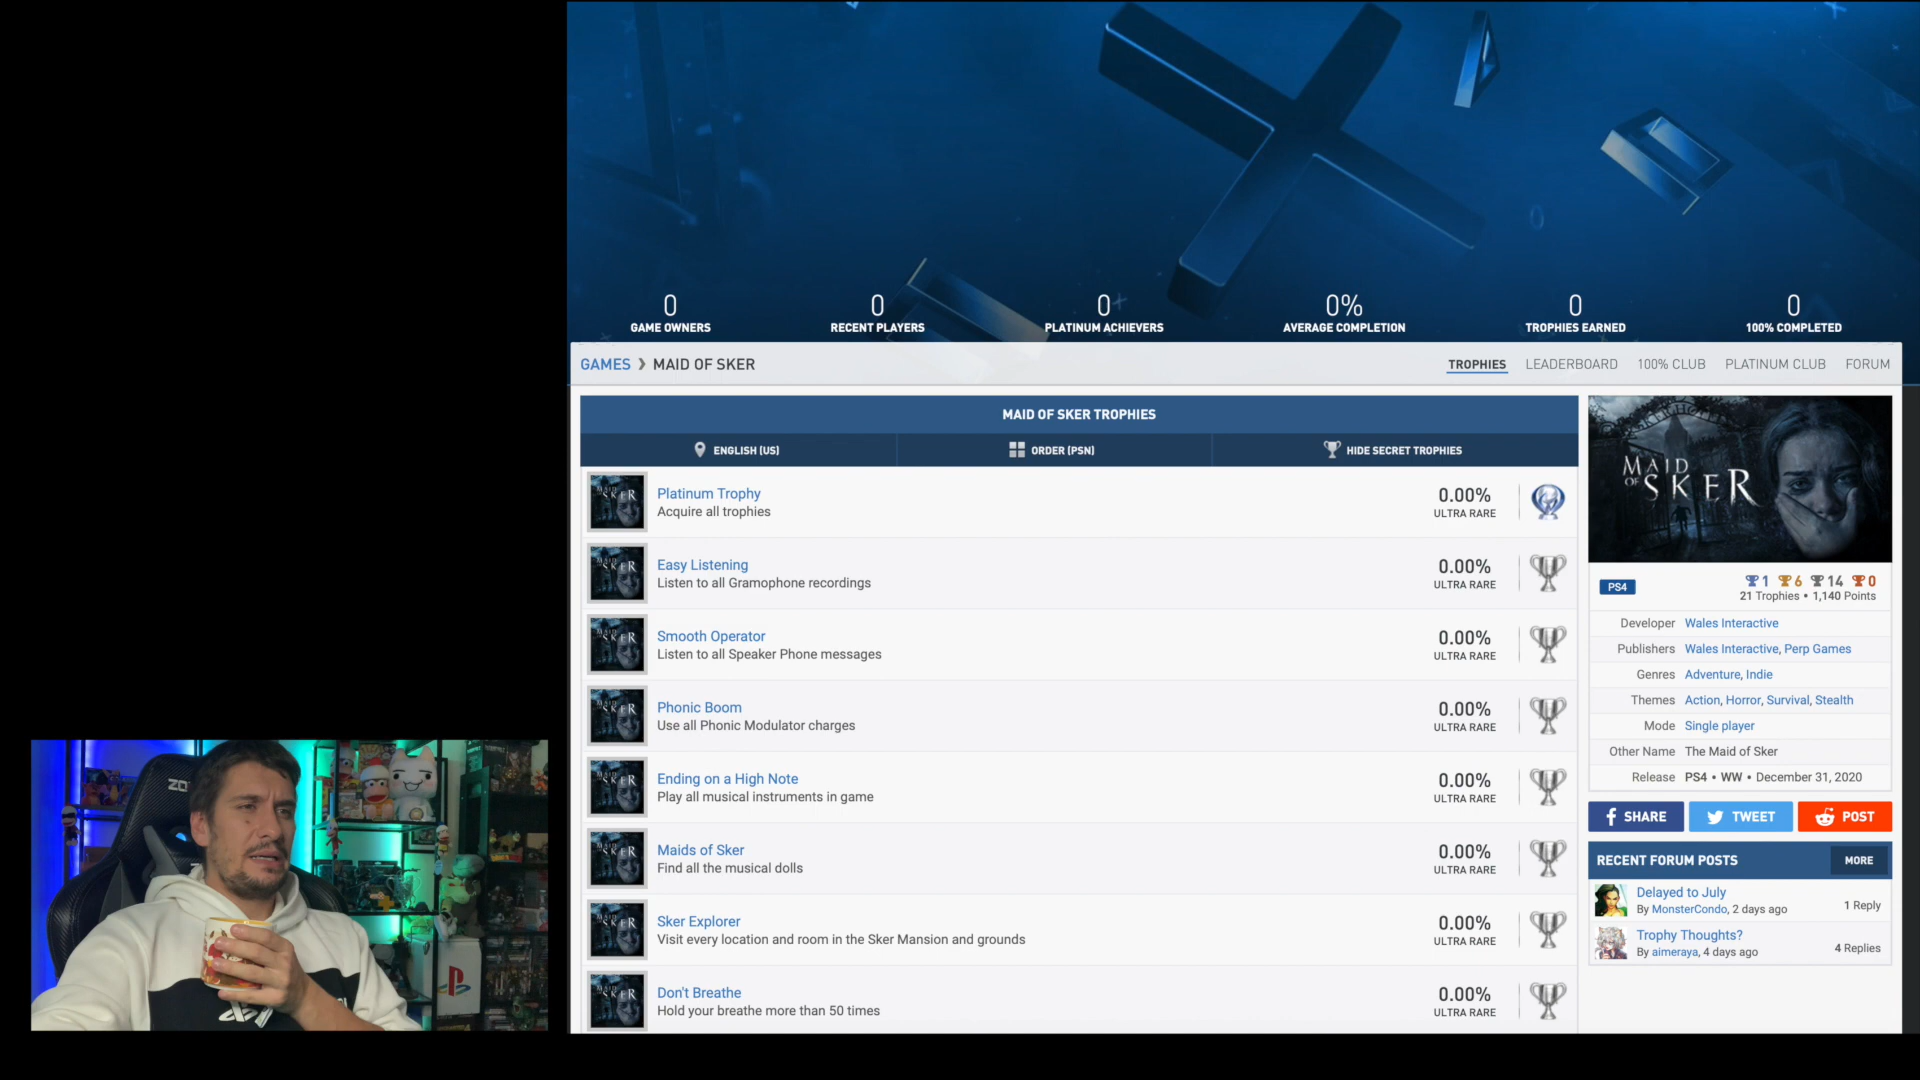 0
GAME OWNERS
0
RECENT PLAYERS
0
PLATINUM ACHIEVERS
0%
AVERAGE COMPLETION
0
TROPHIES EARNED
0
100% COMPLETED
GAMES > MAID OF SKER
TROPHIES LEADERBOARD 100% CLUB PLATINUM CLUB FORUM
MAID OF SKER TROPHIES
ENGLISH (US) ORDER (PSN) HIDE SECRET TROPHIES
Platinum Trophy
Acquire all trophies
0.00%
ULTRA RARE
Easy Listening
Listen to all Gramophone recordings
0.00%
ULTRA RARE
Smooth Operator
Listen to all Speaker Phone messages
0.00%
ULTRA RARE
Phonic Boom
Use all Phonic Modulator charges
0.00%
ULTRA RARE
Ending on a High Note
Play all musical instruments in game
0.00%
ULTRA RARE
Maids of Sker
Find all the musical dolls
0.00%
ULTRA RARE
Sker Explorer
Visit every location and room in the Sker Mansion and grounds
0.00%
ULTRA RARE
Don't Breathe
Hold your breathe more than 50 times
0.00%
ULTRA RARE
MAID
OF SKER
PS4
1 6 14 0
21 Trophies • 1,140 Points
Developer Wales Interactive
Publishers Wales Interactive, Perp Games
Genres Adventure, Indie
Themes Action, Horror, Survival, Stealth
Mode Single player
Other Name The Maid of Sker
Release PS4 • WW • December 31, 2020
SHARE TWEET POST
RECENT FORUM POSTS MORE
Delayed to July
By MonsterCondo, 2 days ago
1 Reply
Trophy Thoughts?
By aimeraya, 4 days ago
4 Replies